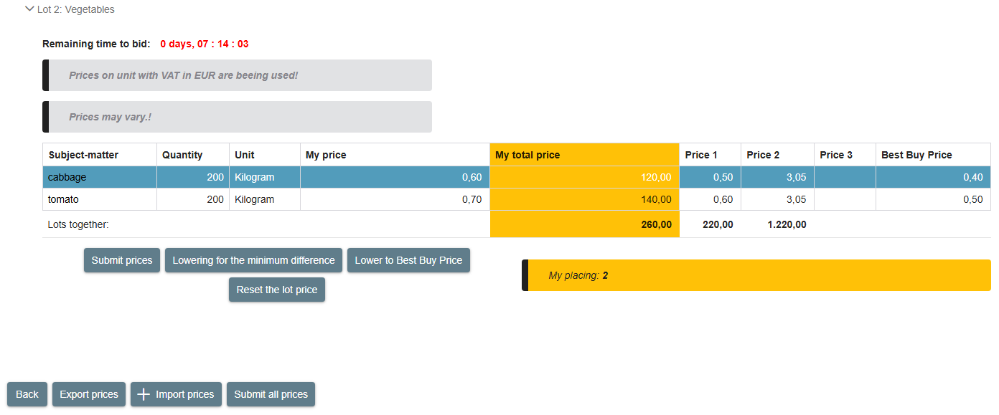 Lot 2: Vegetables
Remaining time to bid: 0 days, 07 : 14 : 03
Prices on unit with VAT in EUR are beeing used!
Prices may vary.!
Subject-matter Quantity Unit My price My total price Price 1 Price 2 Price 3 Best Buy Price
cabbage 200 Kilogram 0,60 120,00 0,50 3,05 0,40
tomato 200 Kilogram 0,70 140,00 0,60 3,05 0,50
Lots together: 260,00 220,00 1.220,00
Submit prices Lowering for the minimum difference Lower to Best Buy Price
My placing: 2
Reset the lot price
Back Export prices + Import prices Submit all prices